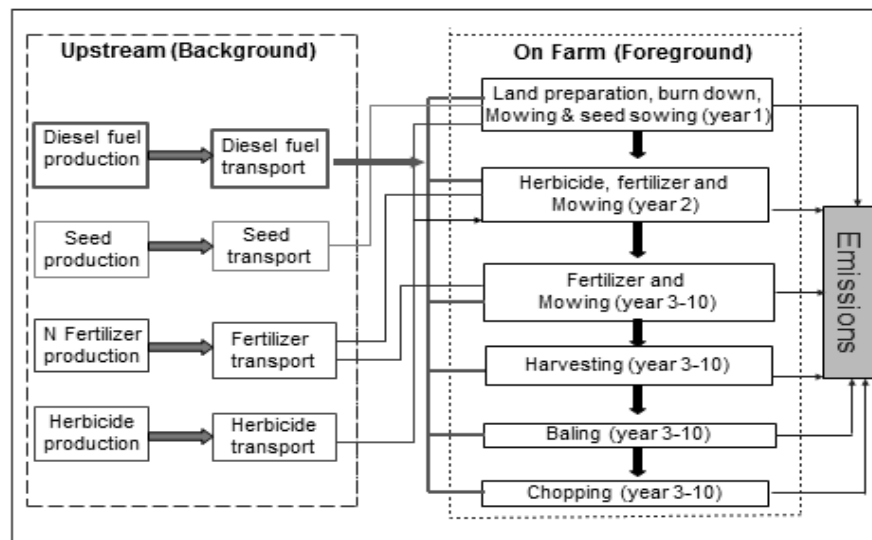 Upstream (Background)
Diesel fuel
production
Diesel fuel
transport
Seed
production
Seed
transport
N Fertilizer
production
Fertilizer
transport
Herbicide
production
Herbicide
transport
On Farm (Foreground)
Land preparation, burn down,
Mowing & seed sowing (year 1)
Herbicide, fertilizer and
Mowing (year 2)
Fertilizer and
Mowing (year 3-10)
Harvesting (year 3-10)
Baling (year 3-10)
Chopping (year 3-10)
Emissions